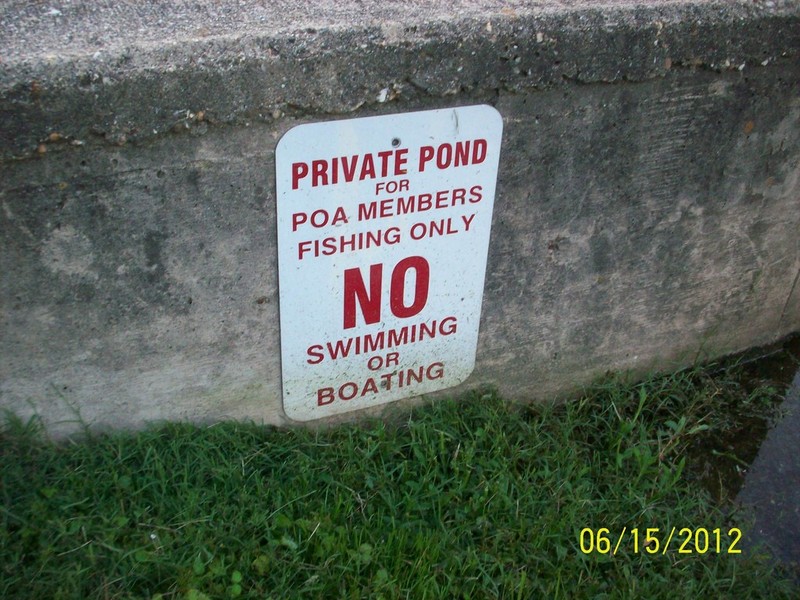 PRIVATE POND
FOR
POA MEMBERS
FISHING ONLY
NO
SWIMMING
OR
BOATING
06/15/2012